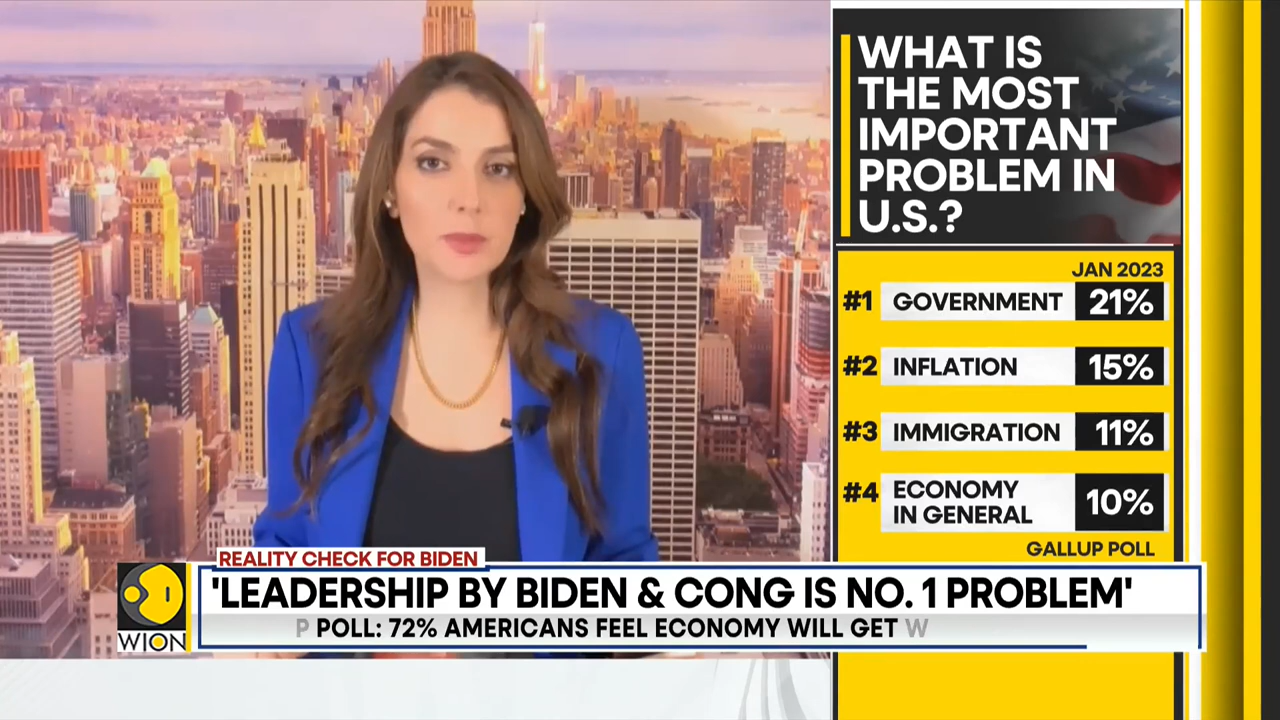 WHAT IS
THE MOST
IMPORTANT
PROBLEM IN
U.S.?
JAN 2023
#1 GOVERNMENT 21%
#2 INFLATION 15%
#3 IMMIGRATION 11%
#4 ECONOMY
IN GENERAL 10%
GALLUP POLL
REALITY CHECK FOR BIDEN
'LEADERSHIP BY BIDEN & CONG IS NO. 1 PROBLEM'
P POLL: 72% AMERICANS FEEL ECONOMY WILL GET W
WION